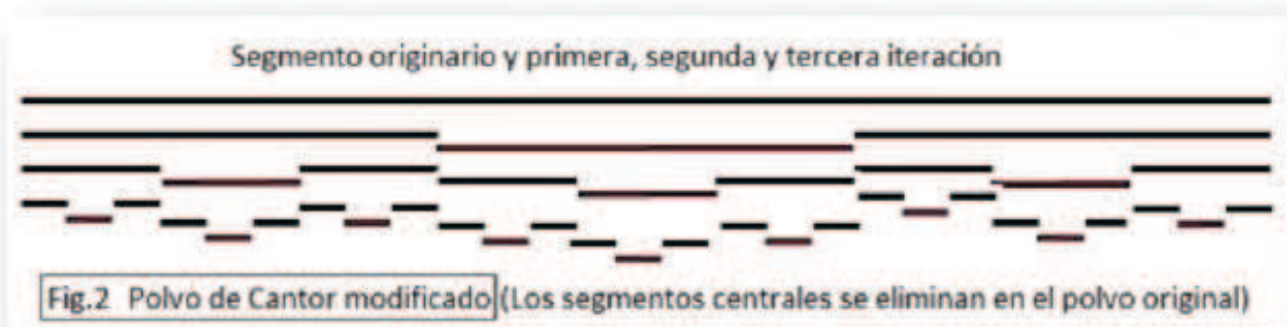 Segmento originario y primera, segunda y tercera iteración
Fig.2 Polvo de Cantor modificado (Los segmentos centrales se eliminan en el polvo original)